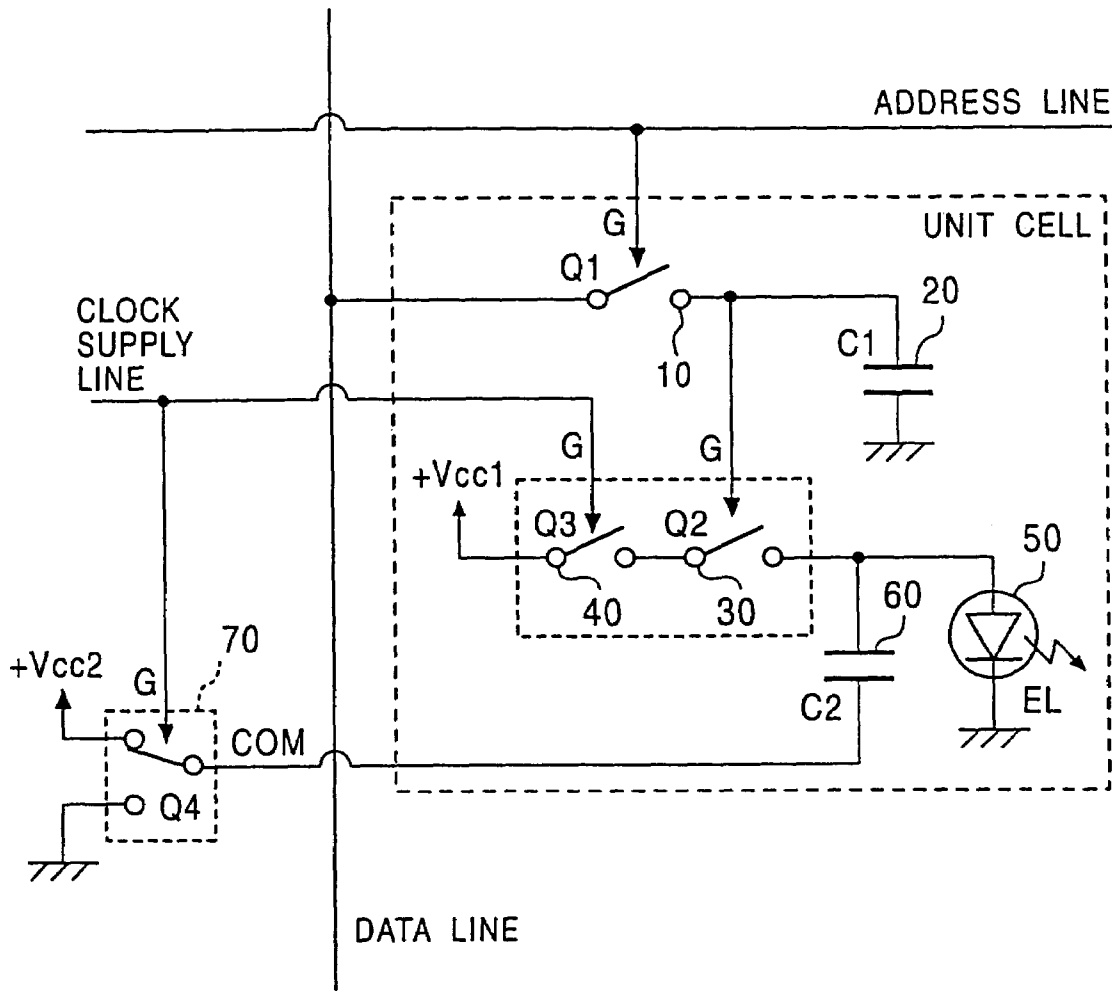 ADDRESS LINE
UNIT CELL
G
Q1
20
CLOCK
SUPPLY
LINE
C1
10
G
G
+Vcc1
Q3
Q2
50
40
30
60
70
+Vcc2
G
C2
EL
COM
Q4
DATA LINE